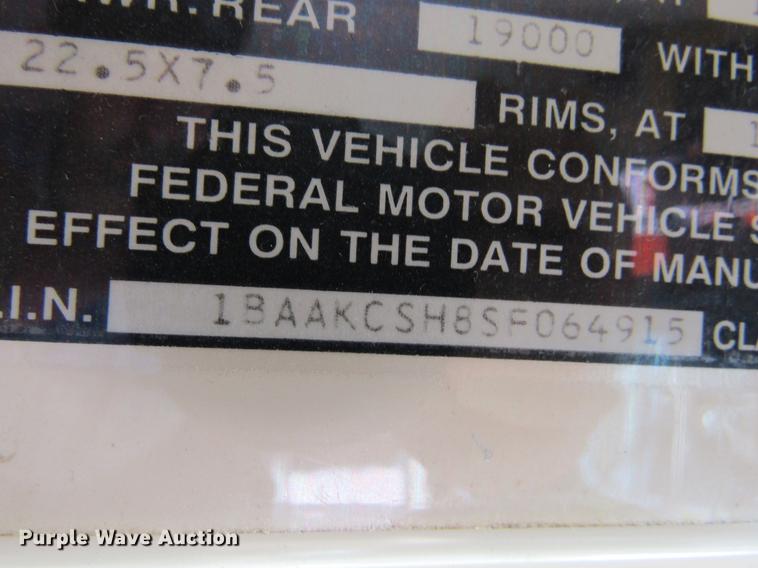 REAR 19000 WITH
22.5X7.5 RIMS, AT
THIS VEHICLE CONFORMS
FEDERAL MOTOR VEHICLE
EFFECT ON THE DATE OF MANU
.I.N. 1BAAKCSH8SF064915 CLA
Purple Wave Auction